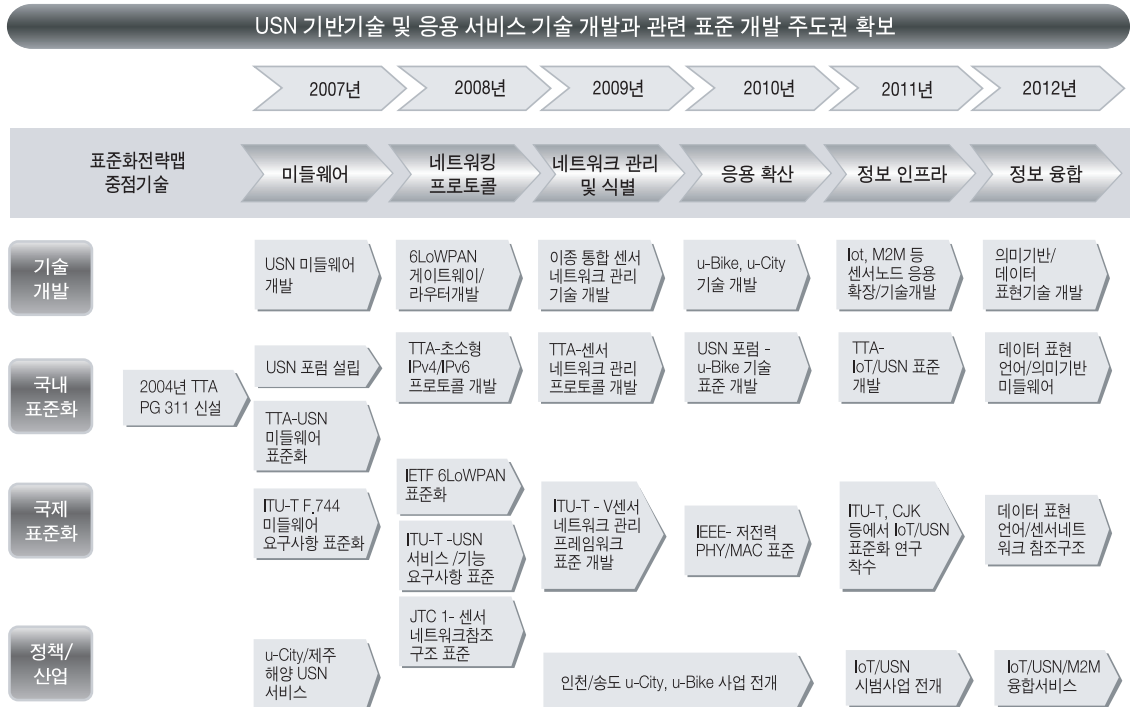 USN 기반기술 및 응용 서비스 기술 개발과 관련 표준 개발 주도권 확보
2007년
2008년
2009년
2010년
2011년
2012년
표준화전략맵
중점기술
미들웨어
네트워킹
프로토콜
네트워크 관리
및 식별
응용 확산
정보 인프라
정보 융합
기술
개발
USN 미들웨어
개발
6LoWPAN
게이트웨이/
라우터개발
이종 통합 센서
네트워크 관리
기술 개발
u-Bike, u-City
기술 개발
Iot, M2M 등
센서노드 응용
확장/기술개발
의미기반/
데이터
표현기술 개발
국내
표준화
2004년 TTA
PG 311 신설
USN 포럼 설립
TTA-USN
미들웨어
표준화
TTA-초소형
IPv4/IPv6
프로토콜 개발
TTA-센서
네트워크 관리
프로토콜 개발
USN 포럼 -
u-Bike 기술
표준 개발
TTA-
IoT/USN 표준
개발
데이터 표현
언어/의미기반
미들웨어
국제
표준화
ITU-T F.744
미들웨어
요구사항 표준화
IETF 6LoWPAN
표준화
ITU-T -USN
서비스 /기능
요구사항 표준
JTC 1- 센서
네트워크참조
구조 표준
ITU-T - V센서
네트워크 관리
프레임워크
표준 개발
IEEE- 저전력
PHY/MAC 표준
ITU-T, CJK
등에서 IoT/USN
표준화 연구
착수
데이터 표현
언어/센서네트
워크 참조구조
정책/
산업
u-City/제주
해양 USN
서비스
인천/송도 u-City, u-Bike 사업 전개
IoT/USN
시범사업 전개
IoT/USN/M2M
융합서비스